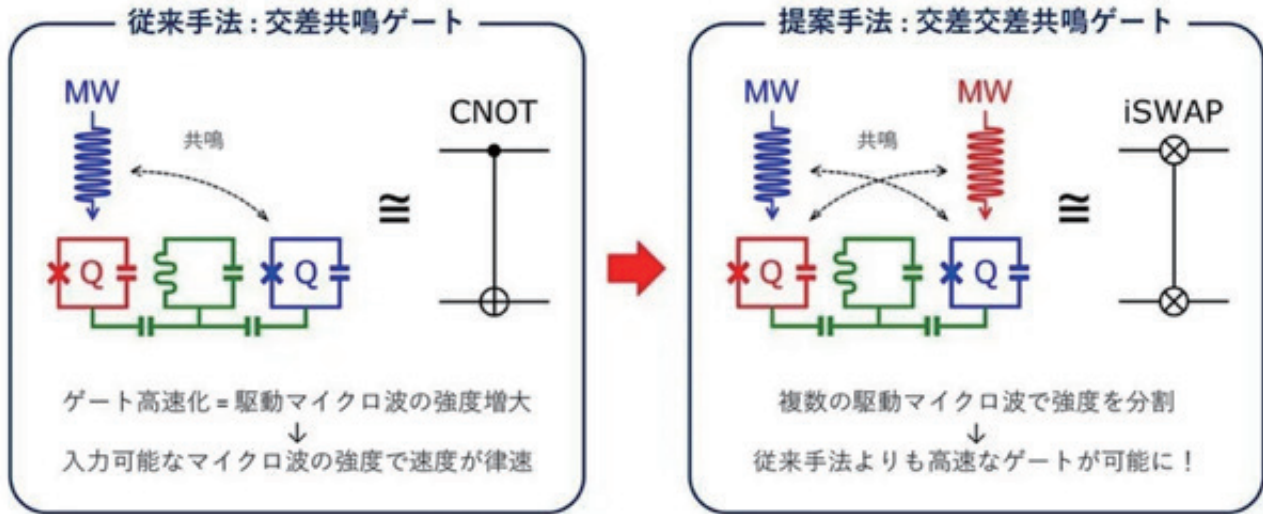 従来手法：交差共鳴ゲート
MW
共鳴
CNOT
≅
Q
Q
ゲート高速化 = 駆動マイクロ波の強度増大
↓
入力可能なマイクロ波の強度で速度が律速
提案手法：交差交差共鳴ゲート
MW
MW
共鳴
iSWAP
≅
Q
Q
複数の駆動マイクロ波で強度を分割
↓
従来手法よりも高速なゲートが可能に！